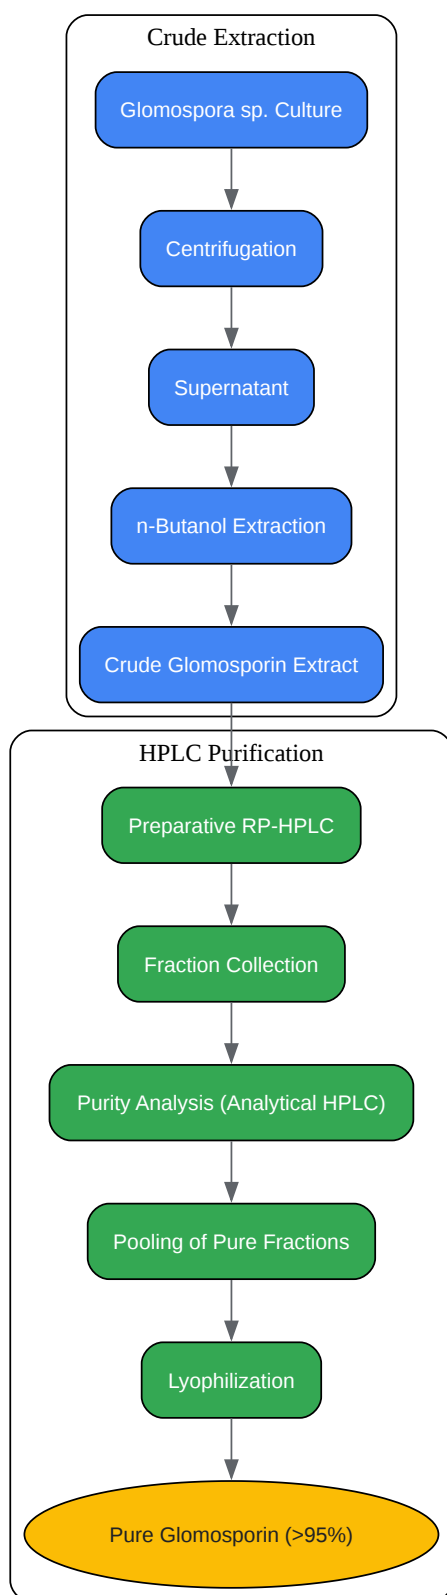 Crude Extraction
Glomospora sp. Culture
Centrifugation
Supernatant
n-Butanol Extraction
Crude Glomosporin Extract
HPLC Purification
Preparative RP-HPLC
Fraction Collection
Purity Analysis (Analytical HPLC)
Pooling of Pure Fractions
Lyophilization
Pure Glomosporin (>95%)